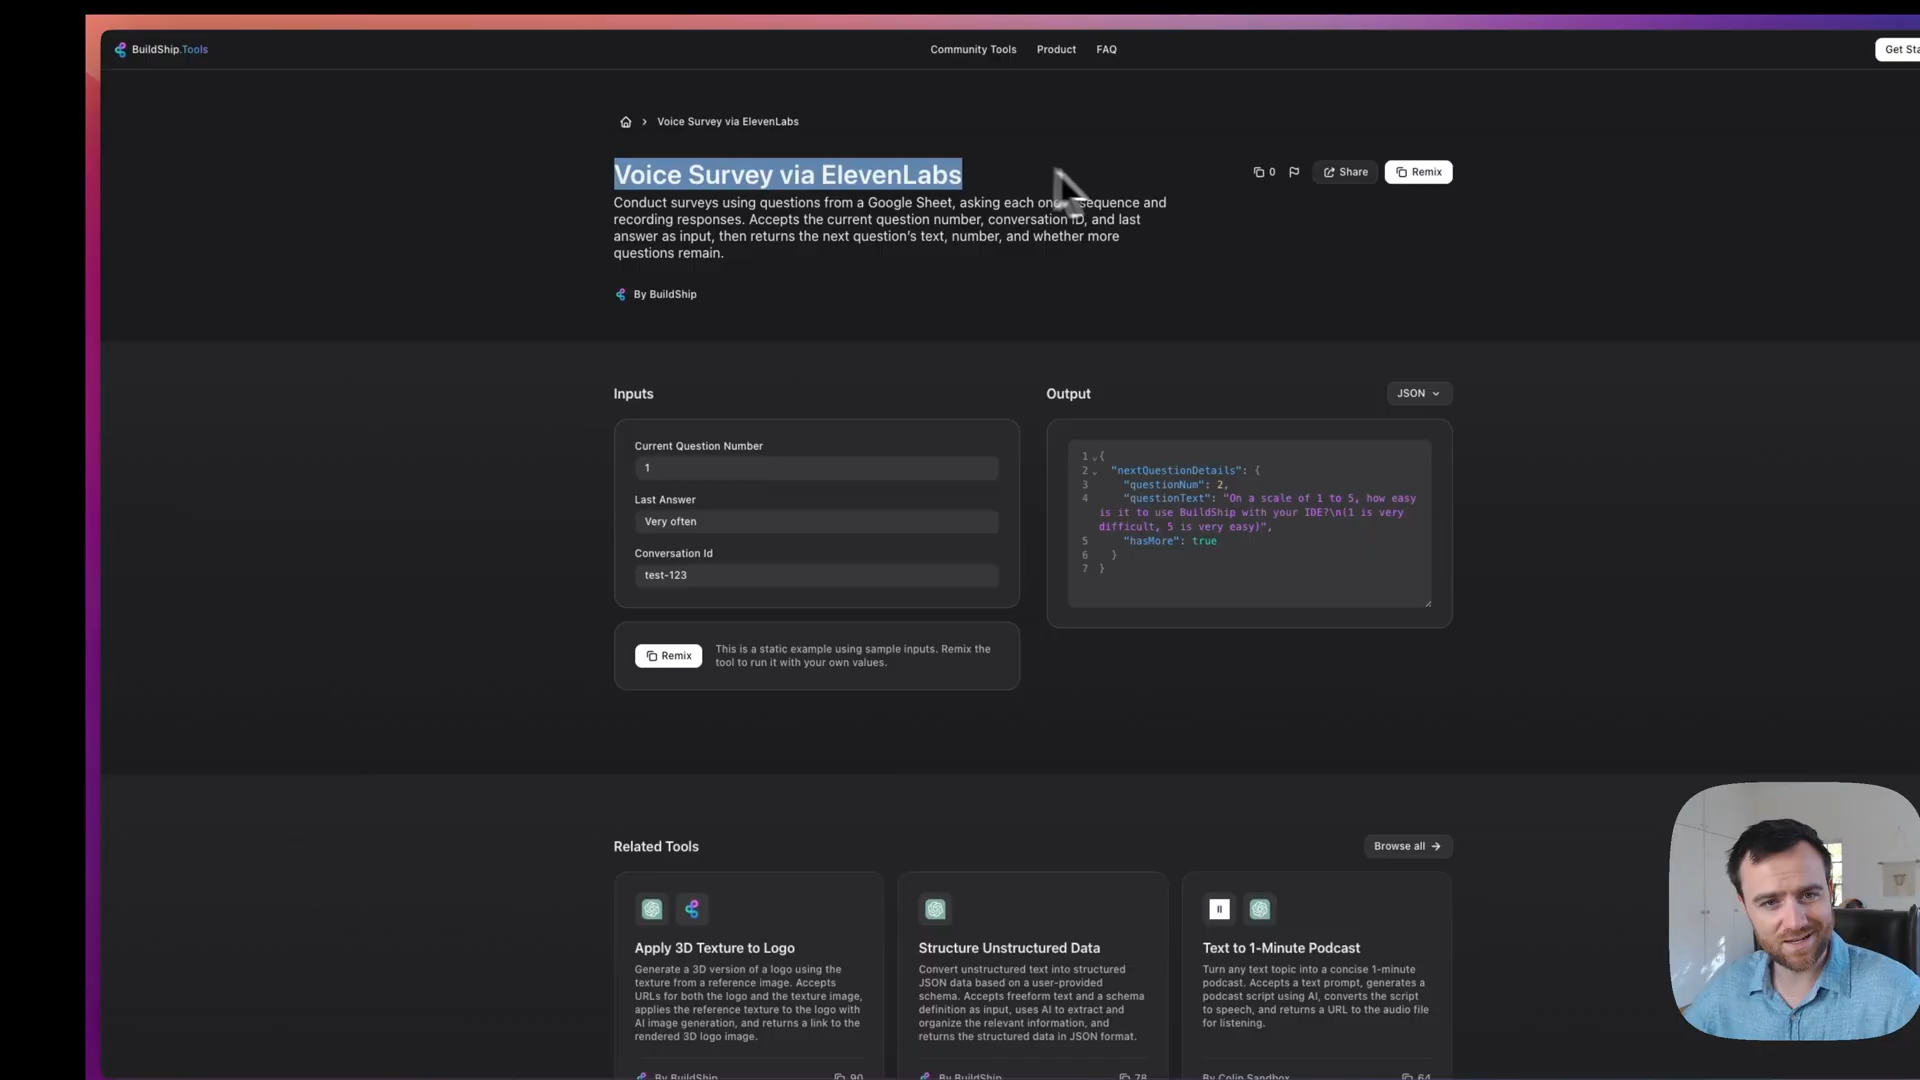 BuildShip.Tools
Community Tools
Product
FAQ
Get Sta
Voice Survey via ElevenLabs
Voice Survey via ElevenLabs
0
Share
Remix
Conduct surveys using questions from a Google Sheet, asking each sequence and
recording responses. Accepts the current question number, conversation ID, and last
answer as input, then returns the next question's text, number, and whether more
questions remain.
By BuildShip
Inputs
Current Question Number
1
Last Answer
Very often
Conversation Id
test-123
Remix
This is a static example using sample inputs. Remix the
tool to run it with your own values.
Output
JSON
1 {
2 "nextQuestionDetails": {
3 "questionNum": 2,
4 "questionText": "On a scale of 1 to 5, how easy
is it to use BuildShip with your IDE?\n(1 is very
difficult, 5 is very easy)",
5 "hasMore": true
6 }
7 }
Related Tools
Browse all
Apply 3D Texture to Logo
Generate a 3D version of a logo using the
texture from a reference image. Accepts
URLs for both the logo and the texture image,
applies the reference texture to the logo with
AI image generation, and returns a link to the
rendered 3D logo image.
By BuildShip
90
Structure Unstructured Data
Convert unstructured text into structured
JSON data based on a user-provided
schema. Accepts freeform text and a schema
definition as input, uses AI to extract and
organize the relevant information, and
returns the structured data in JSON format.
By BuildShip
78
Text to 1-Minute Podcast
Turn any text topic into a concise 1-minute
podcast. Accepts a text prompt, generates a
podcast script using AI, converts the script
to speech, and returns a URL to the audio file
for listening.
By Colin Sandbox
64